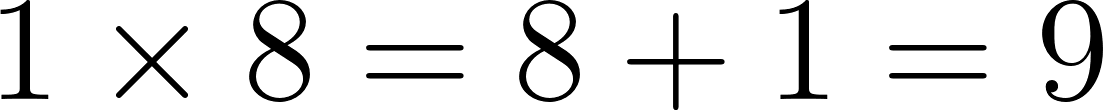 1 × 8 = 8 + 1 = 9